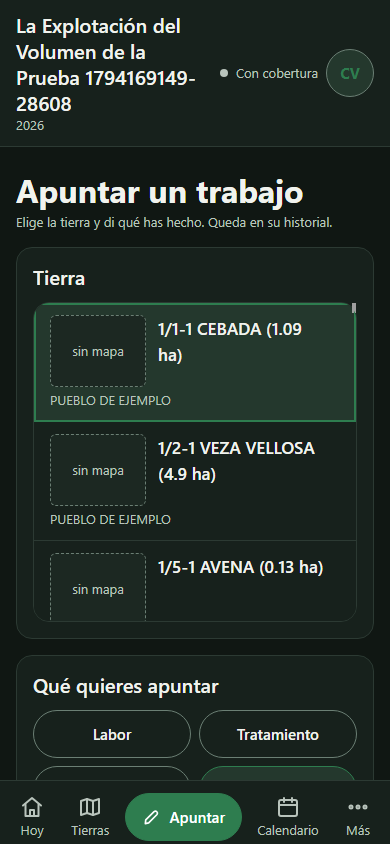 La Explotación del
Volumen de la
Prueba 1794169149-
28608
2026
Con cobertura
CV
Apuntar un trabajo
Elige la tierra y di qué has hecho. Queda en su historial.
Tierra
sin mapa
1/1-1 CEBADA (1.09
ha)
PUEBLO DE EJEMPLO
sin mapa
1/2-1 VEZA VELLOSA
(4.9 ha)
PUEBLO DE EJEMPLO
sin mapa
1/5-1 AVENA (0.13 ha)
Qué quieres apuntar
Labor
Tratamiento
Hoy
Tierras
Apuntar
Calendario
Más